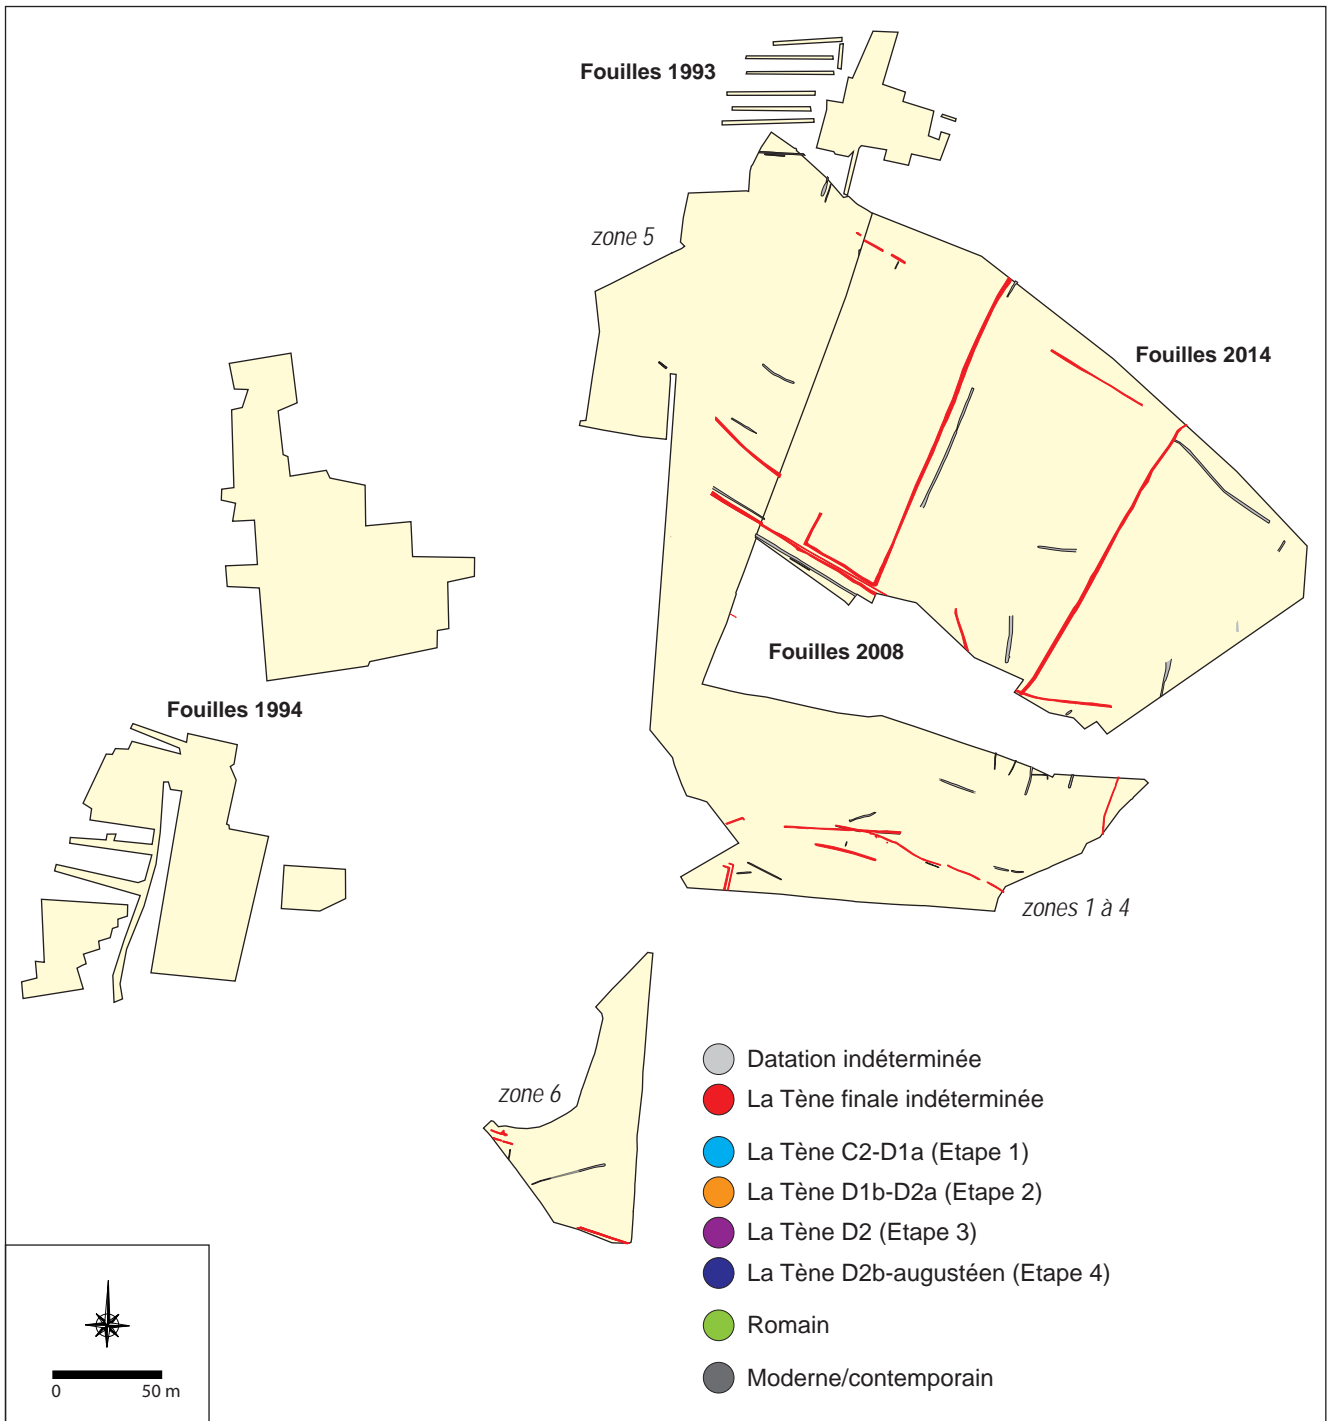 Fouilles 1993
zone 5
Fouilles 2014
Fouilles 2008
Fouilles 1994
zones 1 à 4
zone 6
Datation indéterminée
La Tène finale indéterminée
La Tène C2-D1a (Etape 1)
La Tène D1b-D2a (Etape 2)
La Tène D2 (Etape 3)
La Tène D2b-augustéen (Etape 4)
Romain
Moderne/contemporain
0 50 m